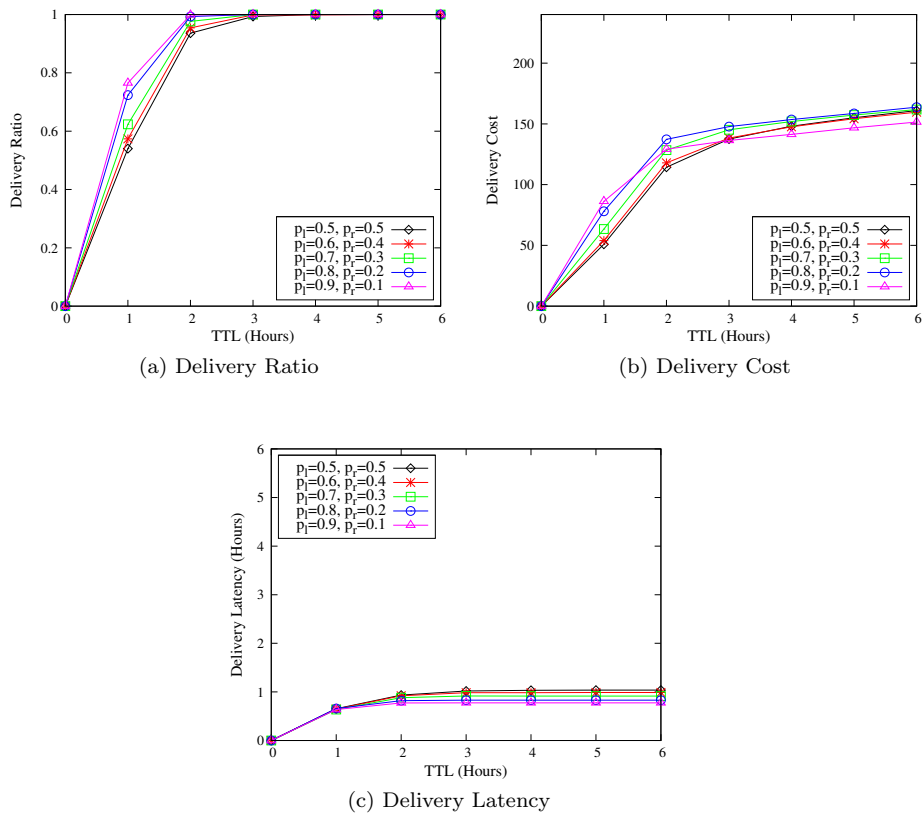 1
0.8
0.6
0.4
0.2
0
Delivery Ratio
p_l=0.5, p_r=0.5
p_l=0.6, p_r=0.4
p_l=0.7, p_r=0.3
p_l=0.8, p_r=0.2
p_l=0.9, p_r=0.1
0 1 2 3 4 5 6
TTL (Hours)
(a) Delivery Ratio
200
150
100
50
0
Delivery Cost
p_l=0.5, p_r=0.5
p_l=0.6, p_r=0.4
p_l=0.7, p_r=0.3
p_l=0.8, p_r=0.2
p_l=0.9, p_r=0.1
0 1 2 3 4 5 6
TTL (Hours)
(b) Delivery Cost
6
5
4
3
2
1
0
Delivery Latency (Hours)
p_l=0.5, p_r=0.5
p_l=0.6, p_r=0.4
p_l=0.7, p_r=0.3
p_l=0.8, p_r=0.2
p_l=0.9, p_r=0.1
0 1 2 3 4 5 6
TTL (Hours)
(c) Delivery Latency